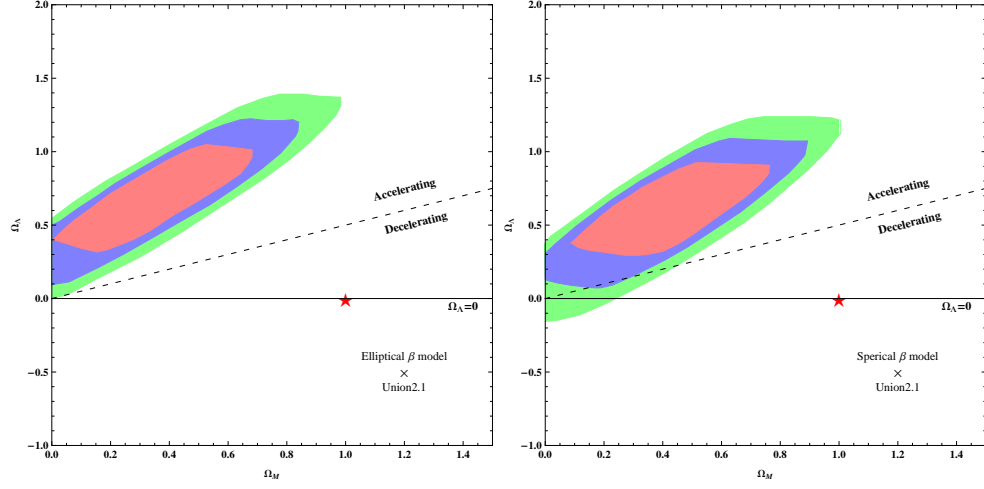 2.0
1.5
1.0
0.5
0.0
−0.5
−1.0
Ω_Λ
Accelerating
Decelerating
Ω_Λ=0
Elliptical β model
×
Union2.1
0.0 0.2 0.4 0.6 0.8 1.0 1.2 1.4
Ω_M
2.0
1.5
1.0
0.5
0.0
−0.5
−1.0
Ω_Λ
Accelerating
Decelerating
Ω_Λ=0
Sperical β model
×
Union2.1
0.0 0.2 0.4 0.6 0.8 1.0 1.2 1.4
Ω_M